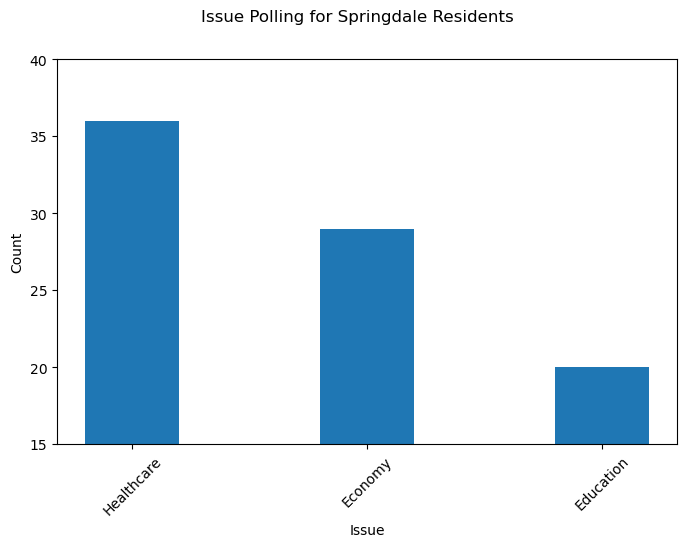 Issue Polling for Springdale Residents
40
35
30
25
20
15
Count
Healthcare
Economy
Education
Issue